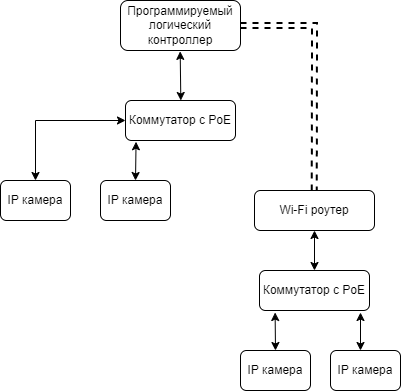 Программируемый
логический
контроллер
Коммутатор с PoE
IP камера
IP камера
Wi-Fi роутер
Коммутатор с PoE
IP камера
IP камера